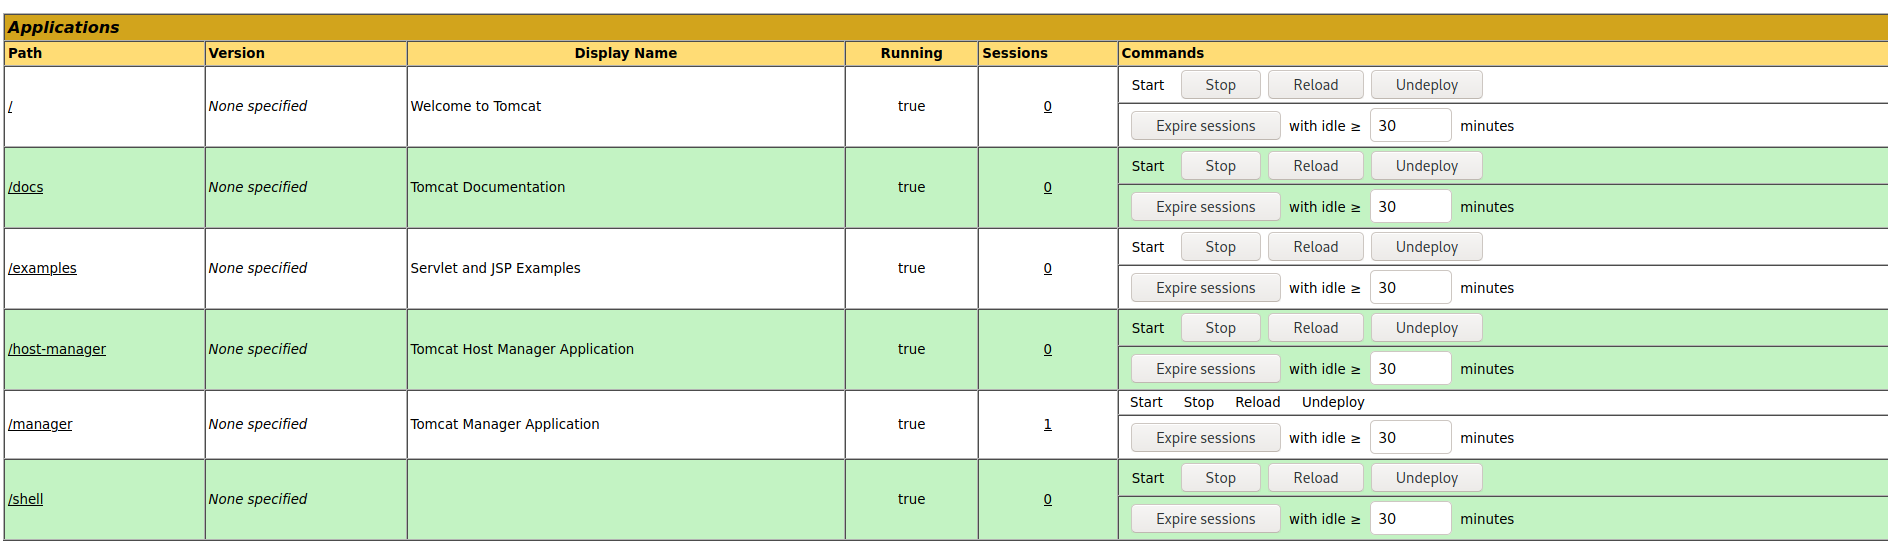 Applications
Path Version Display Name Running Sessions Commands
/ None specified Welcome to Tomcat true 0 Start Stop Reload Undeploy
Expire sessions with idle ≥ 30 minutes
/docs None specified Tomcat Documentation true 0 Start Stop Reload Undeploy
Expire sessions with idle ≥ 30 minutes
/examples None specified Servlet and JSP Examples true 0 Start Stop Reload Undeploy
Expire sessions with idle ≥ 30 minutes
/host-manager None specified Tomcat Host Manager Application true 0 Start Stop Reload Undeploy
Expire sessions with idle ≥ 30 minutes
/manager None specified Tomcat Manager Application true 1 Start Stop Reload Undeploy
Expire sessions with idle ≥ 30 minutes
/shell None specified true 0 Start Stop Reload Undeploy
Expire sessions with idle ≥ 30 minutes